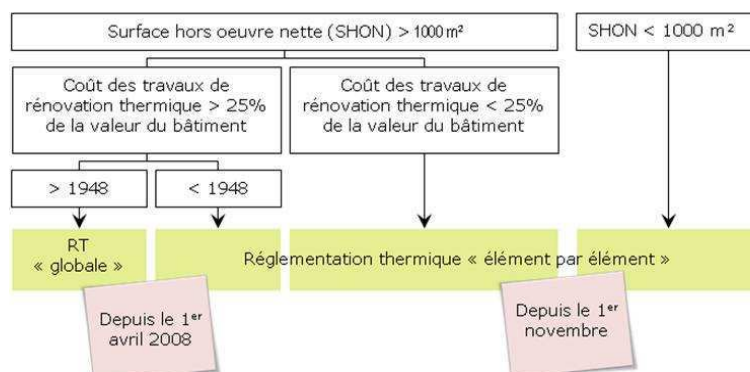 Surface hors oeuvre nette (SHON) > 1000 m²
SHON < 1000 m²
Coût des travaux de
rénovation thermique > 25%
de la valeur du bâtiment
Coût des travaux de
rénovation thermique < 25%
de la valeur du bâtiment
> 1948
< 1948
RT
« globale »
Réglementation thermique « élément par élément »
Depuis le 1er
avril 2008
Depuis le 1er
novembre